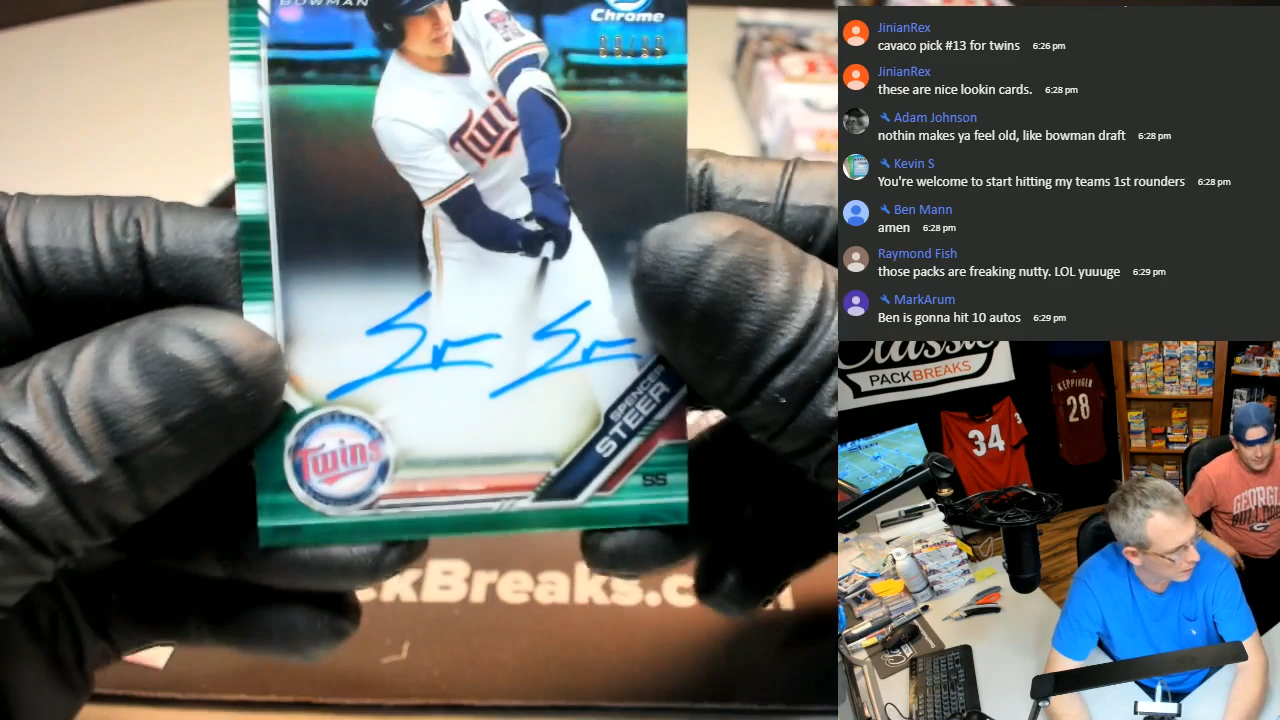 BOWMAN
Chrome
Twi
SPENCER
STEER
SS
Twins
ckBreaks.com
JinianRex
cavaco pick #13 for twins 6:26 pm
JinianRex
these are nice lookin cards. 6:28 pm
Adam Johnson
nothin makes ya feel old, like bowman draft 6:28 pm
Kevin S
You're welcome to start hitting my teams 1st rounders 6:28 pm
Ben Mann
amen 6:28 pm
Raymond Fish
those packs are freaking nutty. LOL yuuuge 6:29 pm
MarkArum
Ben is gonna hit 10 autos 6:29 pm
Classic
PACKBREAKS
34
KEPPINGER
28
GEORGIA
BULLDOGS